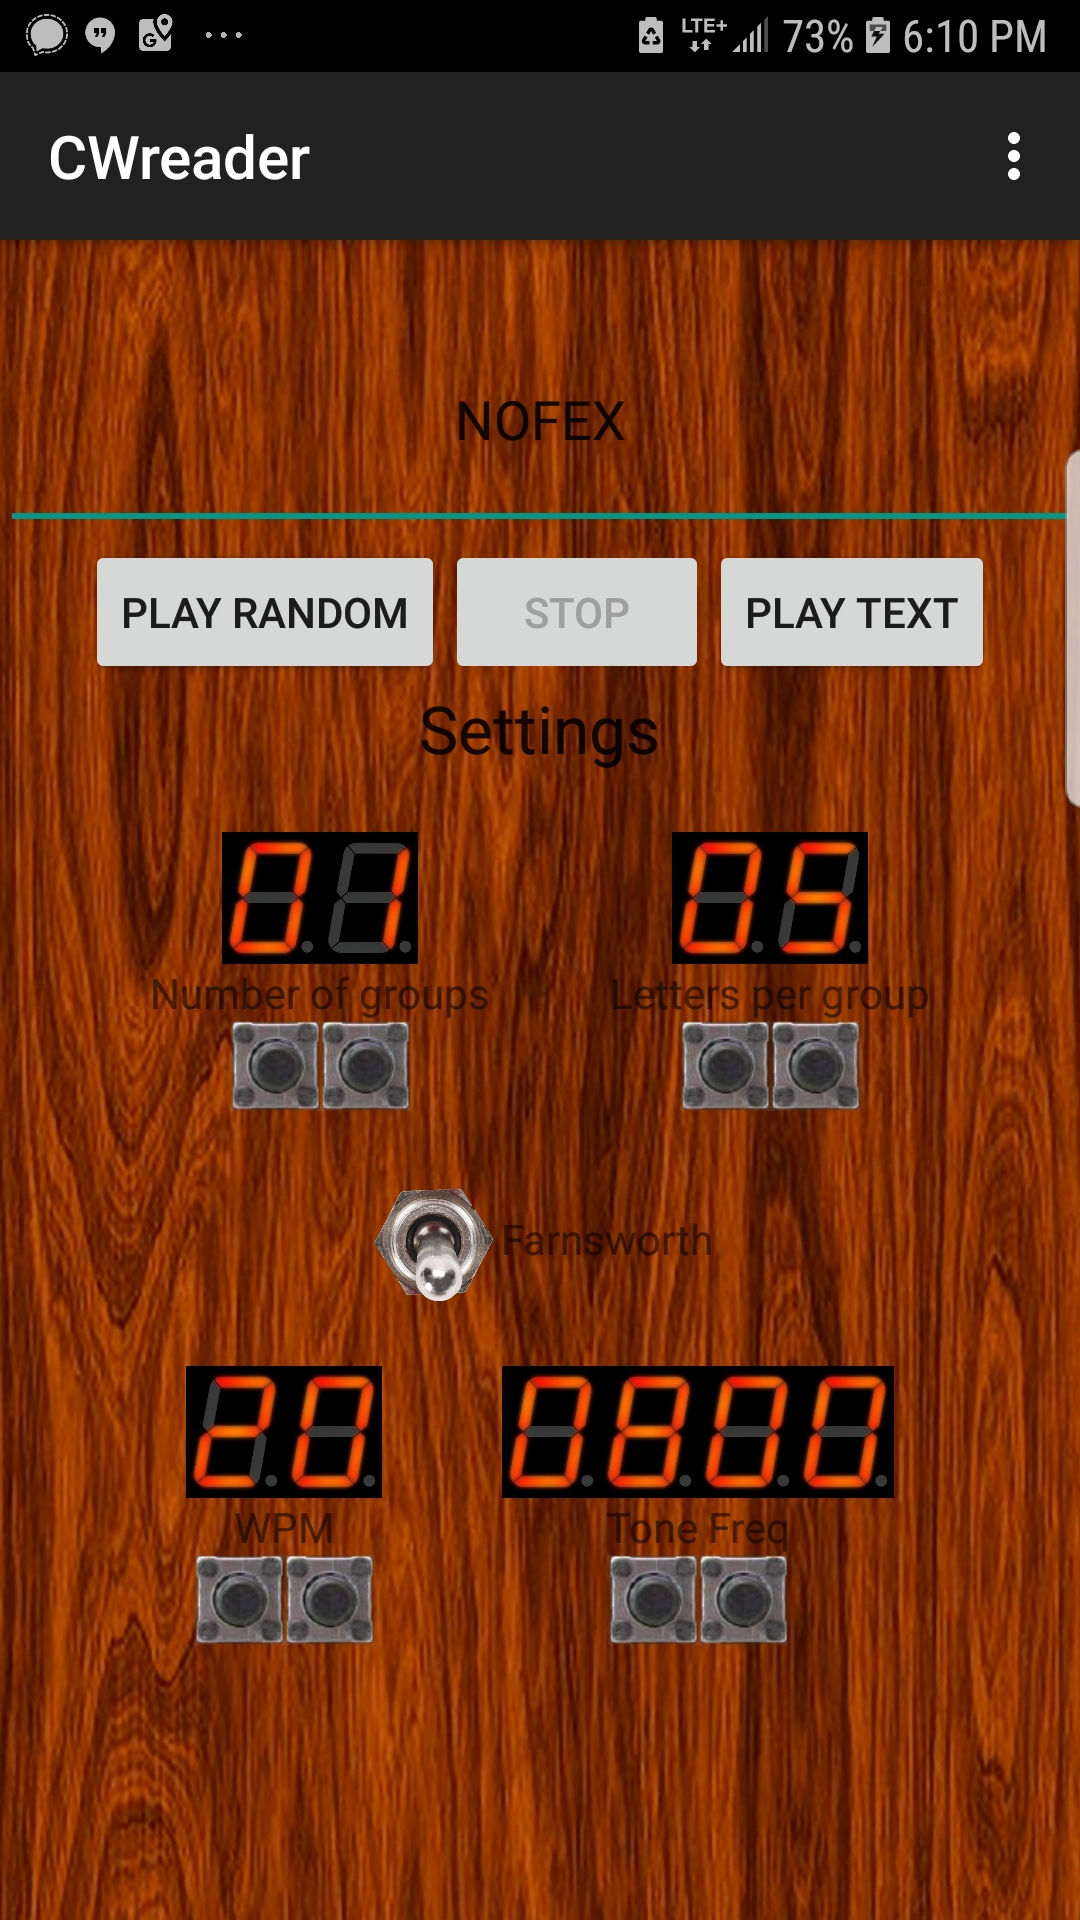 LTE+ 73% 6:10 PM
CWreader
NOFEX
PLAY RANDOM STOP PLAY TEXT
Settings
01 05
Number of groups Letters per group
Farnsworth
20 0800
WPM Tone Freq